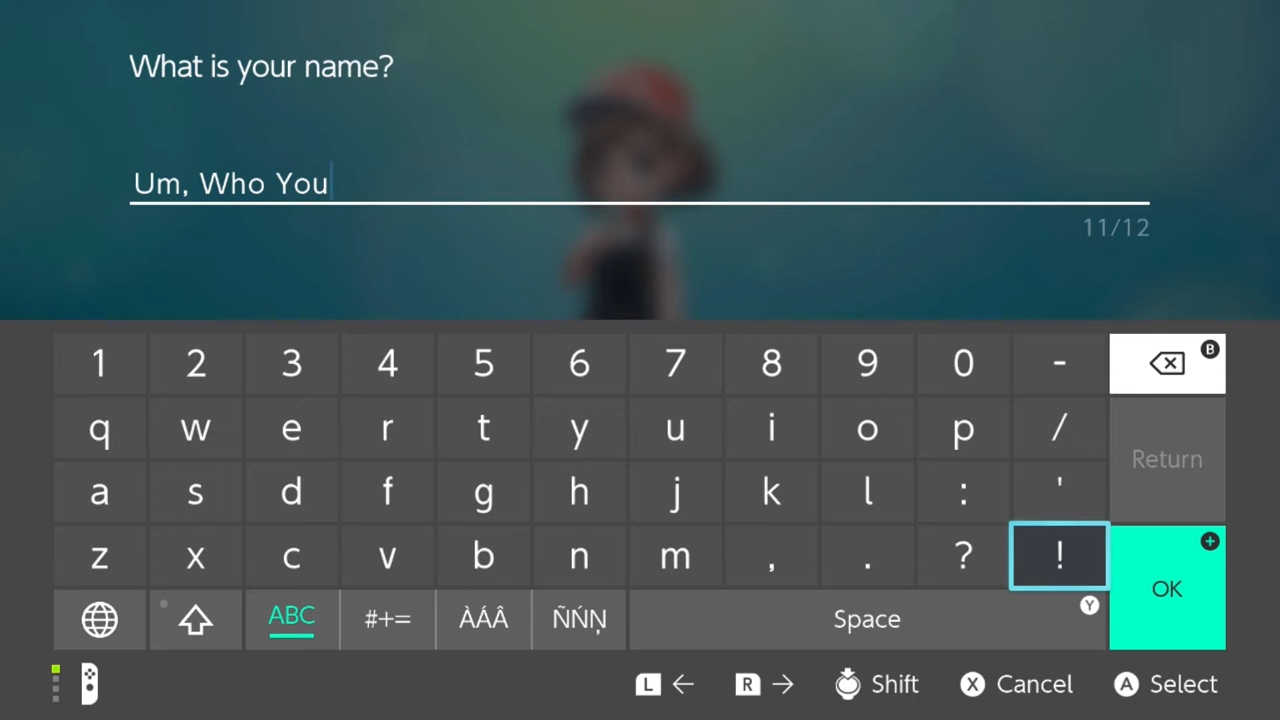 What is your name?
Um, Who You
11/12
1 2 3 4 5 6 7 8 9 0 - B
q w e r t y u i o p / Return
a s d f g h j k l : '
z x c v b n m , . ? ! + OK
ABC #+= ÀÁÂ ÑŃŅ Space Y
L ← R → Shift X Cancel A Select